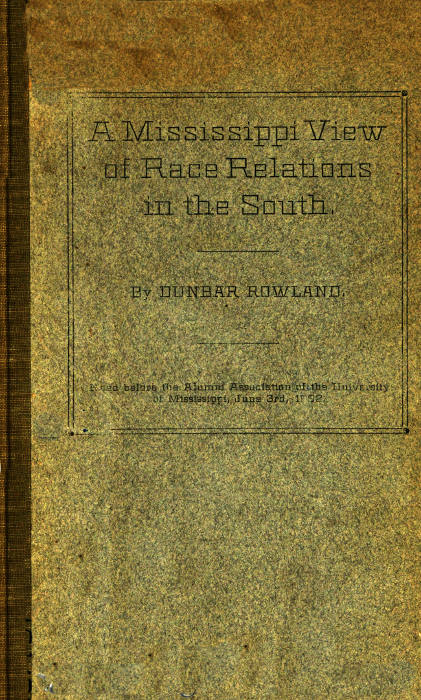 A Mississippi View
of Race Relations
in the South.
By DUNBAR ROWLAND.
Read before the Alumni Association of the University
of Mississippi, June 3rd,